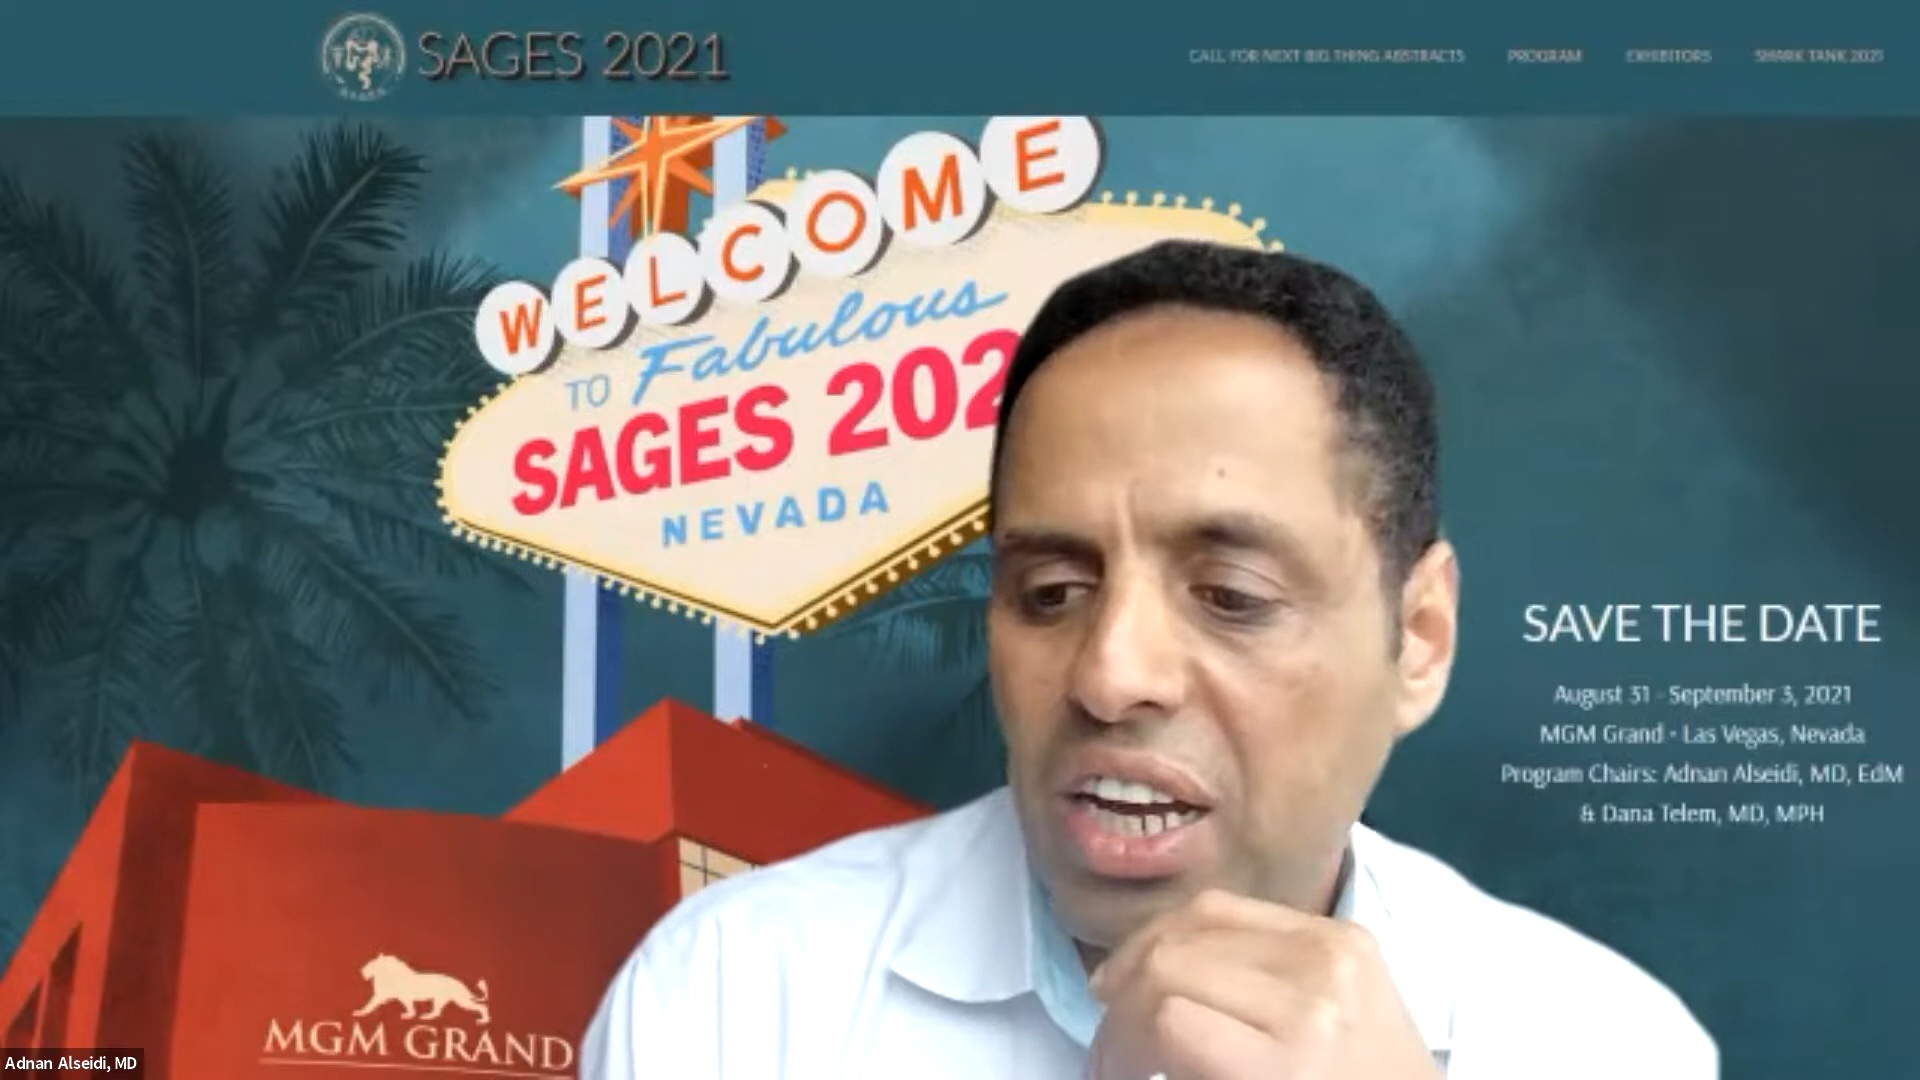 SAGES 2021
CALL FOR NEXT BIG THING ABSTRACTS PROGRAM EXHIBITORS SHARK TANK 2021
WELCOME
TO Fabulous
SAGES 202
NEVADA
SAVE THE DATE
August 31 - September 3, 2021
MGM Grand • Las Vegas, Nevada
Program Chairs: Adnan Alseidi, MD, EdM
& Dana Telem, MD, MPH
MGM GRAND
Adnan Alseidi, MD